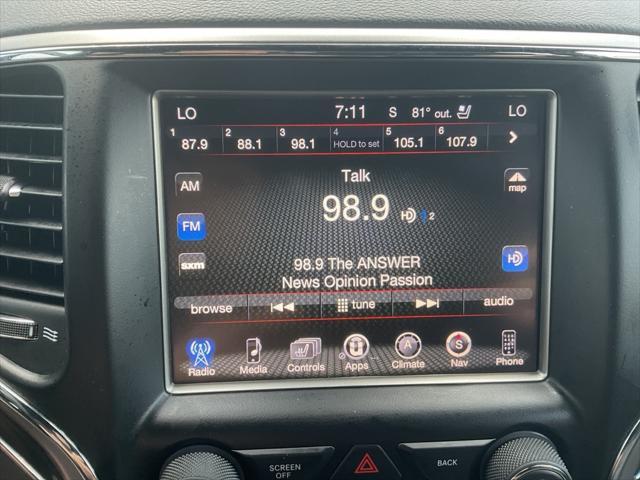 LO 7:11 S 81° out. LO
1 87.9 2 88.1 3 98.1 4 HOLD to set 5 105.1 6 107.9
Talk
AM map
98.9 HD 2
FM HD
98.9 The ANSWER
sxm
News Opinion Passion
browse tune audio
Radio Media Controls Apps Climate Nav Phone
A S
SCREEN OFF BACK